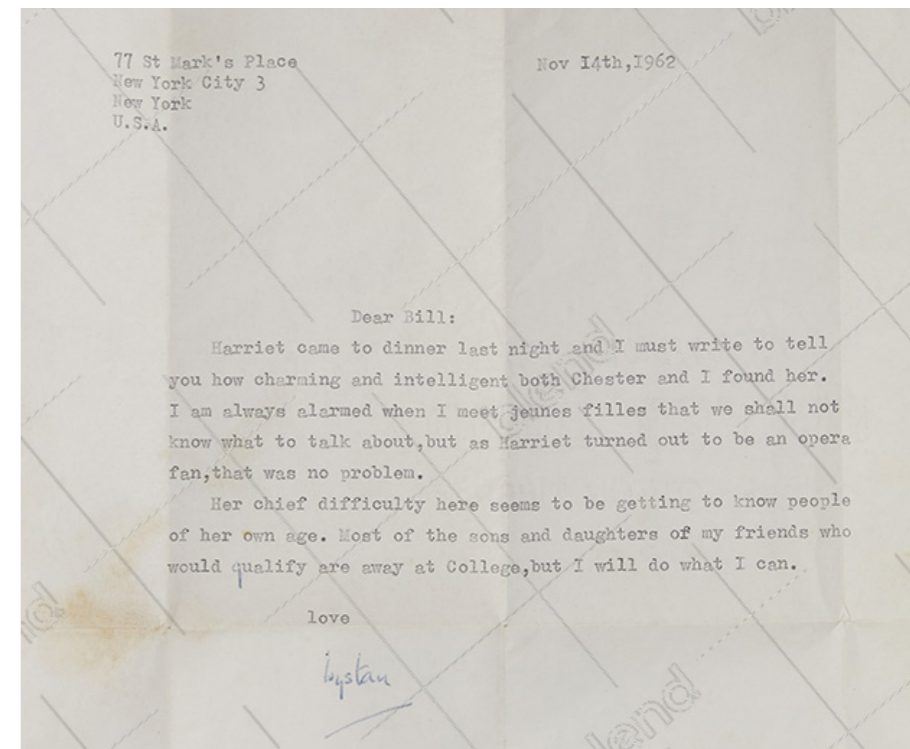 77 St Mark's Place Nov I4th,I962
New York City 3
New York
U.S.A.
Dear Bill:
Harriet came to dinner last night and I must write to tell
you how charming and intelligent both Chester and I found her.
I am always alarmed when I meet jeunes filles that we shall not
know what to talk about,but as Harriet turned out to be an opera
fan,that was no problem.
Her chief difficulty here seems to be getting to know people
of her own age. Most of the sons and daughters of my friends who
would qualify are away at College,but I will do what I can.
love
Wystan